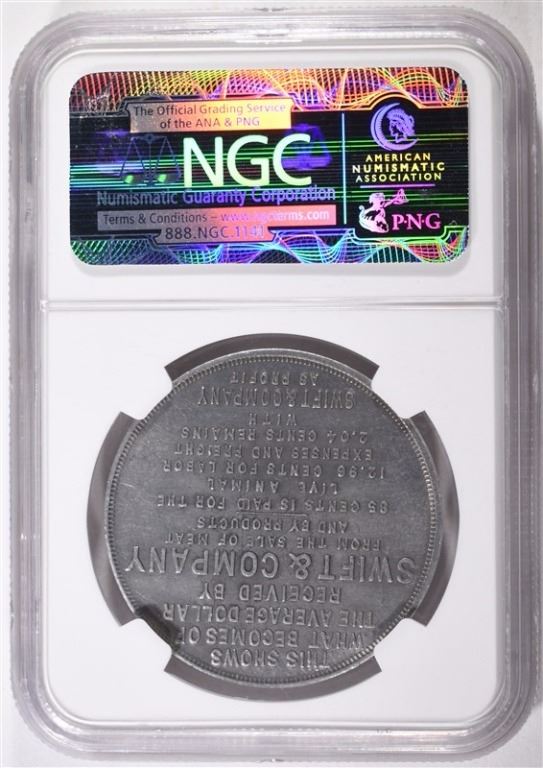 The Official Grading Service
of the ANA & PNG
NGC
Numismatic Guaranty Corporation
Terms & Conditions – www.ngcterms.com
888.NGC.1141
AMERICAN
NUMISMATIC
ASSOCIATION
P·N·G
THIS SHOWS
WHAT BECOMES OF
THE AVERAGE DOLLAR
RECEIVED BY
SWIFT & COMPANY
FROM THE SALE OF MEAT
AND BY PRODUCTS
85 CENTS IS PAID FOR THE
LIVE ANIMAL
12.96 CENTS FOR LABOR
EXPENSES AND FREIGHT
2.04 CENTS REMAINS
WITH
SWIFT & COMPANY
AS PROFIT